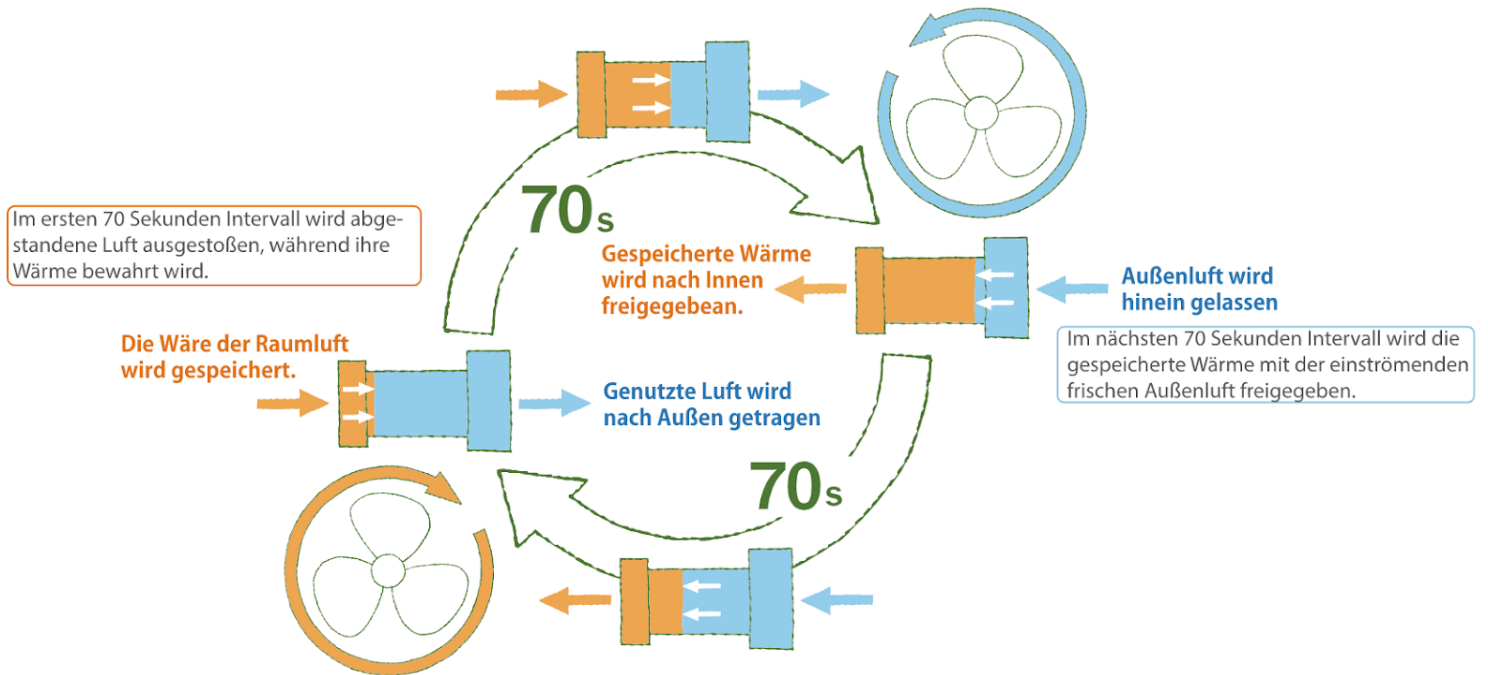 70s
Im ersten 70 Sekunden Intervall wird abge-
standene Luft ausgestoßen, während ihre
Wärme bewahrt wird.
Gespeicherte Wärme
wird nach Innen
freigegebean.
Außenluft wird
hinein gelassen
Im nächsten 70 Sekunden Intervall wird die
gespeicherte Wärme mit der einströmenden
frischen Außenluft freigegeben.
Die Wäre der Raumluft
wird gespeichert.
Genutzte Luft wird
nach Außen getragen
70s